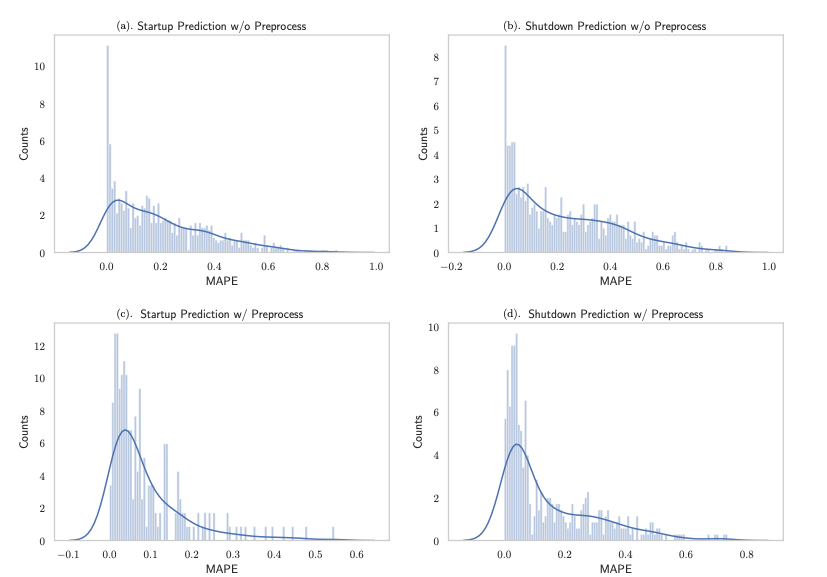 (a). Startup Prediction w/o Preprocess
10
8
6
4
2
0
Counts
0.0 0.2 0.4 0.6 0.8 1.0
MAPE
(b). Shutdown Prediction w/o Preprocess
8
7
6
5
4
3
2
1
0
Counts
−0.2 0.0 0.2 0.4 0.6 0.8 1.0
MAPE
(c). Startup Prediction w/ Preprocess
12
10
8
6
4
2
0
Counts
−0.1 0.0 0.1 0.2 0.3 0.4 0.5 0.6
MAPE
(d). Shutdown Prediction w/ Preprocess
10
8
6
4
2
0
Counts
0.0 0.2 0.4 0.6 0.8
MAPE